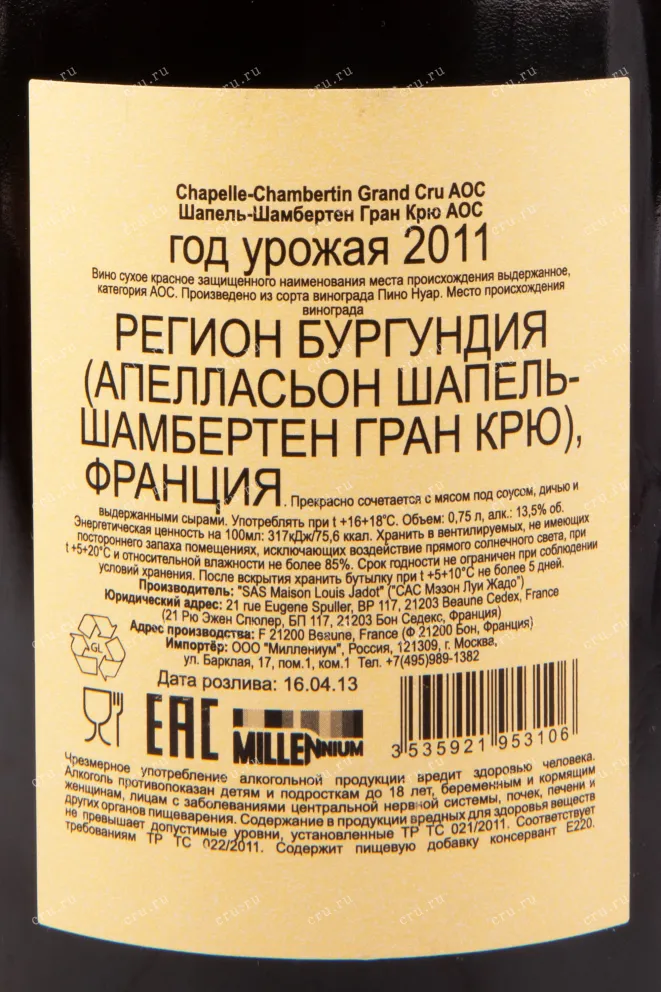 Chapelle-Chambertin Grand Cru AOC
Шапель-Шамбертен Гран Крю АОС
год урожая 2011
Вино сухое красное защищенного наименования места происхождения выдержанное,
категория АОС. Произведено из сорта винограда Пино Нуар. Место происхождения
винограда
РЕГИОН БУРГУНДИЯ
(АПЕЛЛАСЬОН ШАПЕЛЬ-
ШАМБЕРТЕН ГРАН КРЮ),
ФРАНЦИЯ. Прекрасно сочетается с мясом под соусом, дичью и
выдержанными сырами. Употреблять при t +16+18°С. Объем: 0,75 л, алк.: 13,5% об.
Энергетическая ценность на 100мл: 317кДж/75,6 ккал. Хранить в вентилируемых, не имеющих
постороннего запаха помещениях, исключающих воздействие прямого солнечного света, при
t +5+20°С и относительной влажности не более 85%. Срок годности не ограничен при соблюдении
условий хранения. После вскрытия хранить бутылку при t +5+10°С не более 5 дней.
Производитель: "SAS Maison Louis Jadot" ("САС Мэзон Луи Жадо")
Юридический адрес: 21 rue Eugene Spuller, BP 117, 21203 Beaune Cedex, France
(21 Рю Эжен Спюлер, БП 117, 21203 Бон Седекс, Франция)
Адрес производства: F 21200 Beaune, France (Ф 21200 Бон, Франция)
Импортёр: ООО "Миллениум", Россия, 121309, г. Москва,
ул. Барклая, 17, пом.1, ком.1 Тел. +7(495)989-1382
GL
Дата розлива: 16.04.13
EAC
MILLENNIUM
3 535921 953106
Чрезмерное употребление алкогольной продукции вредит здоровью человека.
Алкоголь противопоказан детям и подросткам до 18 лет, беременным и кормящим
женщинам, лицам с заболеваниями центральной нервной системы, почек, печени и
других органов пищеварения. Содержание в продукции вредных для здоровья веществ
не превышает допустимые уровни, установленные ТР ТС 021/2011. Соответствует
требованиям ТР ТС 022/2011. Содержит пищевую добавку консервант Е220.
cru.ru